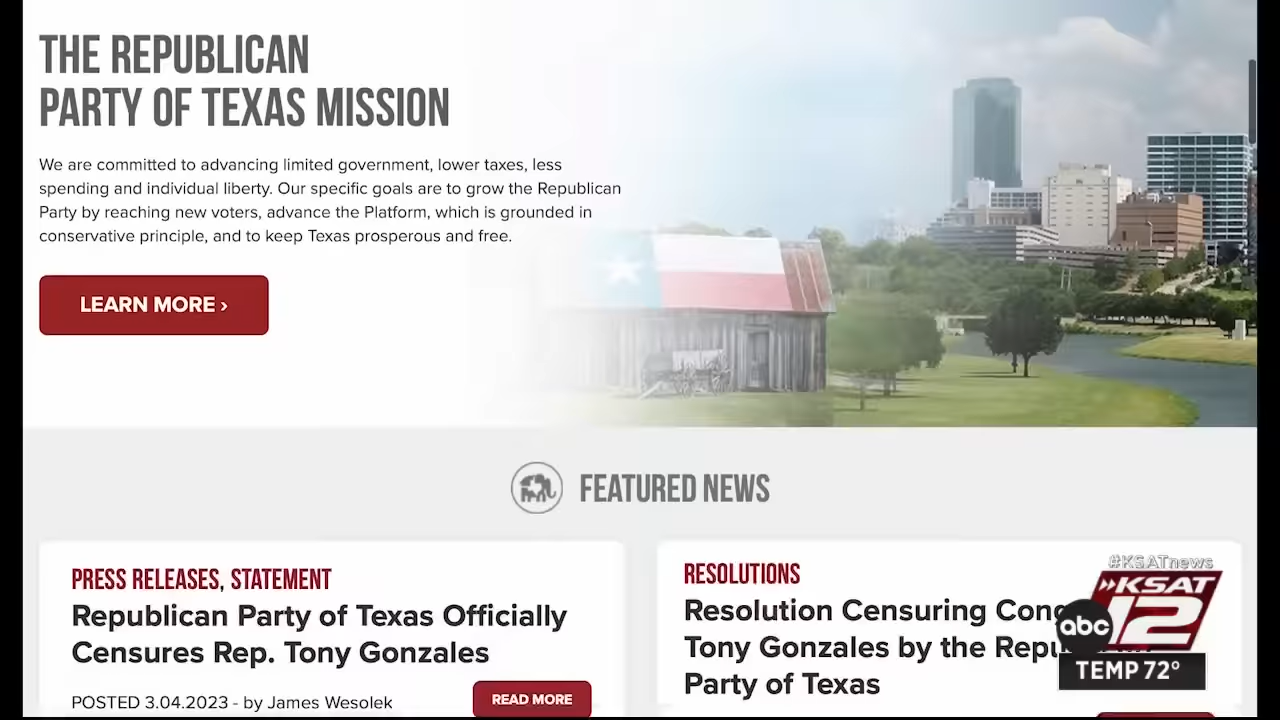 THE REPUBLICAN
PARTY OF TEXAS MISSION
We are committed to advancing limited government, lower taxes, less
spending and individual liberty. Our specific goals are to grow the Republican
Party by reaching new voters, advance the Platform, which is grounded in
conservative principle, and to keep Texas prosperous and free.
LEARN MORE ›
FEATURED NEWS
PRESS RELEASES, STATEMENT
Republican Party of Texas Officially
Censures Rep. Tony Gonzales
POSTED 3.04.2023 - by James Wesolek
READ MORE
RESOLUTIONS
Resolution Censuring
Tony Gonzales by the
Party of Texas
#KSATnews
KSAT
abc 12
TEMP 72°